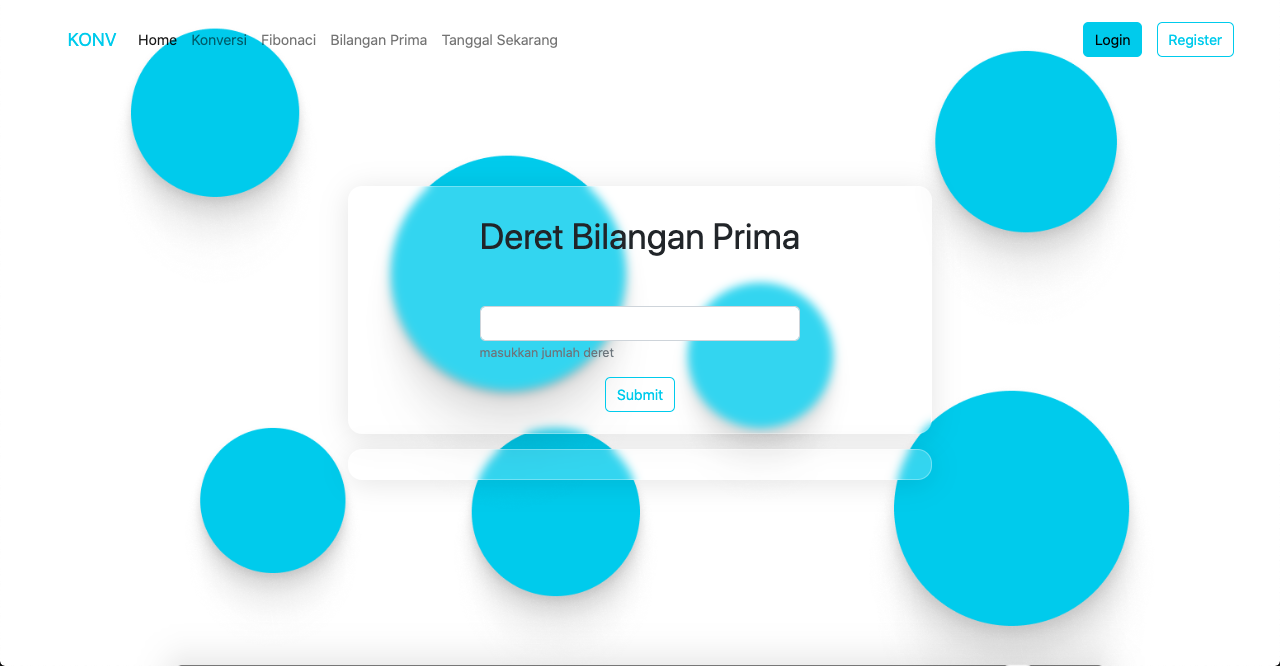 KONV Home Konversi Fibonaci Bilangan Prima Tanggal Sekarang Login Register
Deret Bilangan Prima
masukkan jumlah deret
Submit